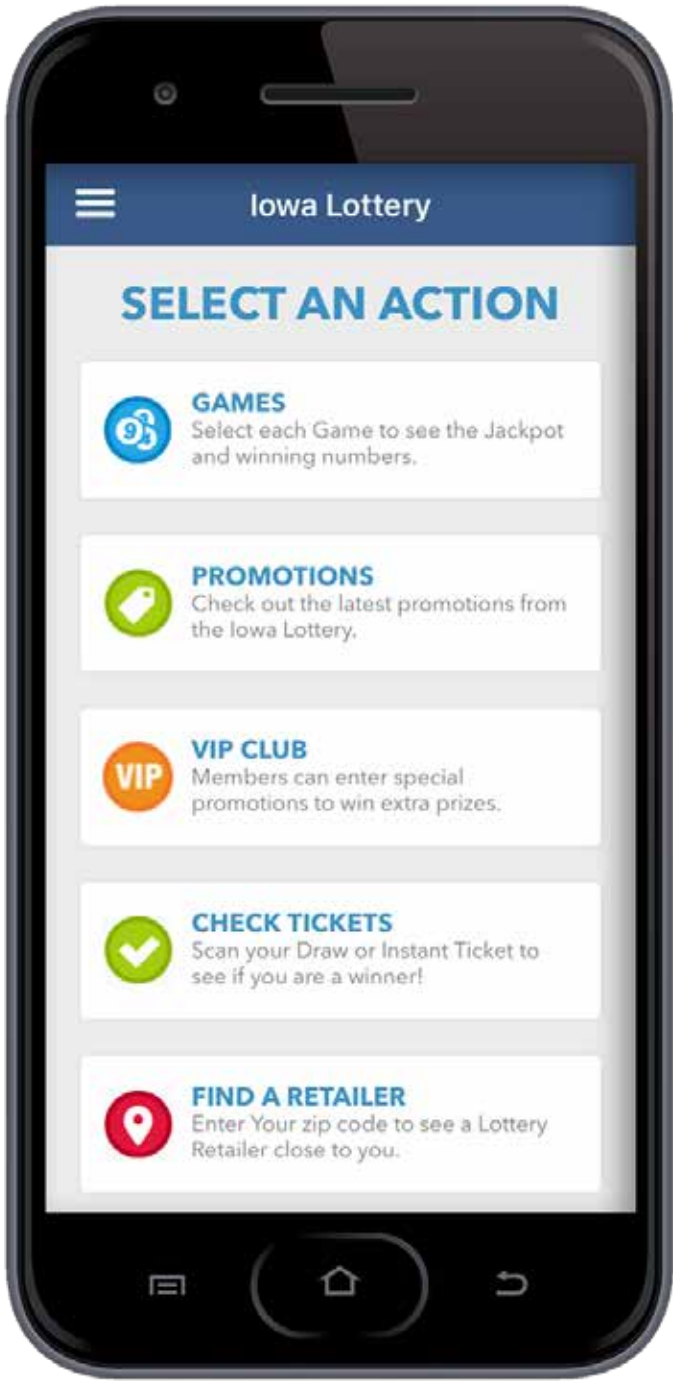 Iowa Lottery
SELECT AN ACTION
GAMES
Select each Game to see the Jackpot
and winning numbers.
PROMOTIONS
Check out the latest promotions from
the Iowa Lottery.
VIP
VIP CLUB
Members can enter special
promotions to win extra prizes.
CHECK TICKETS
Scan your Draw or Instant Ticket to
see if you are a winner!
FIND A RETAILER
Enter Your zip code to see a Lottery
Retailer close to you.